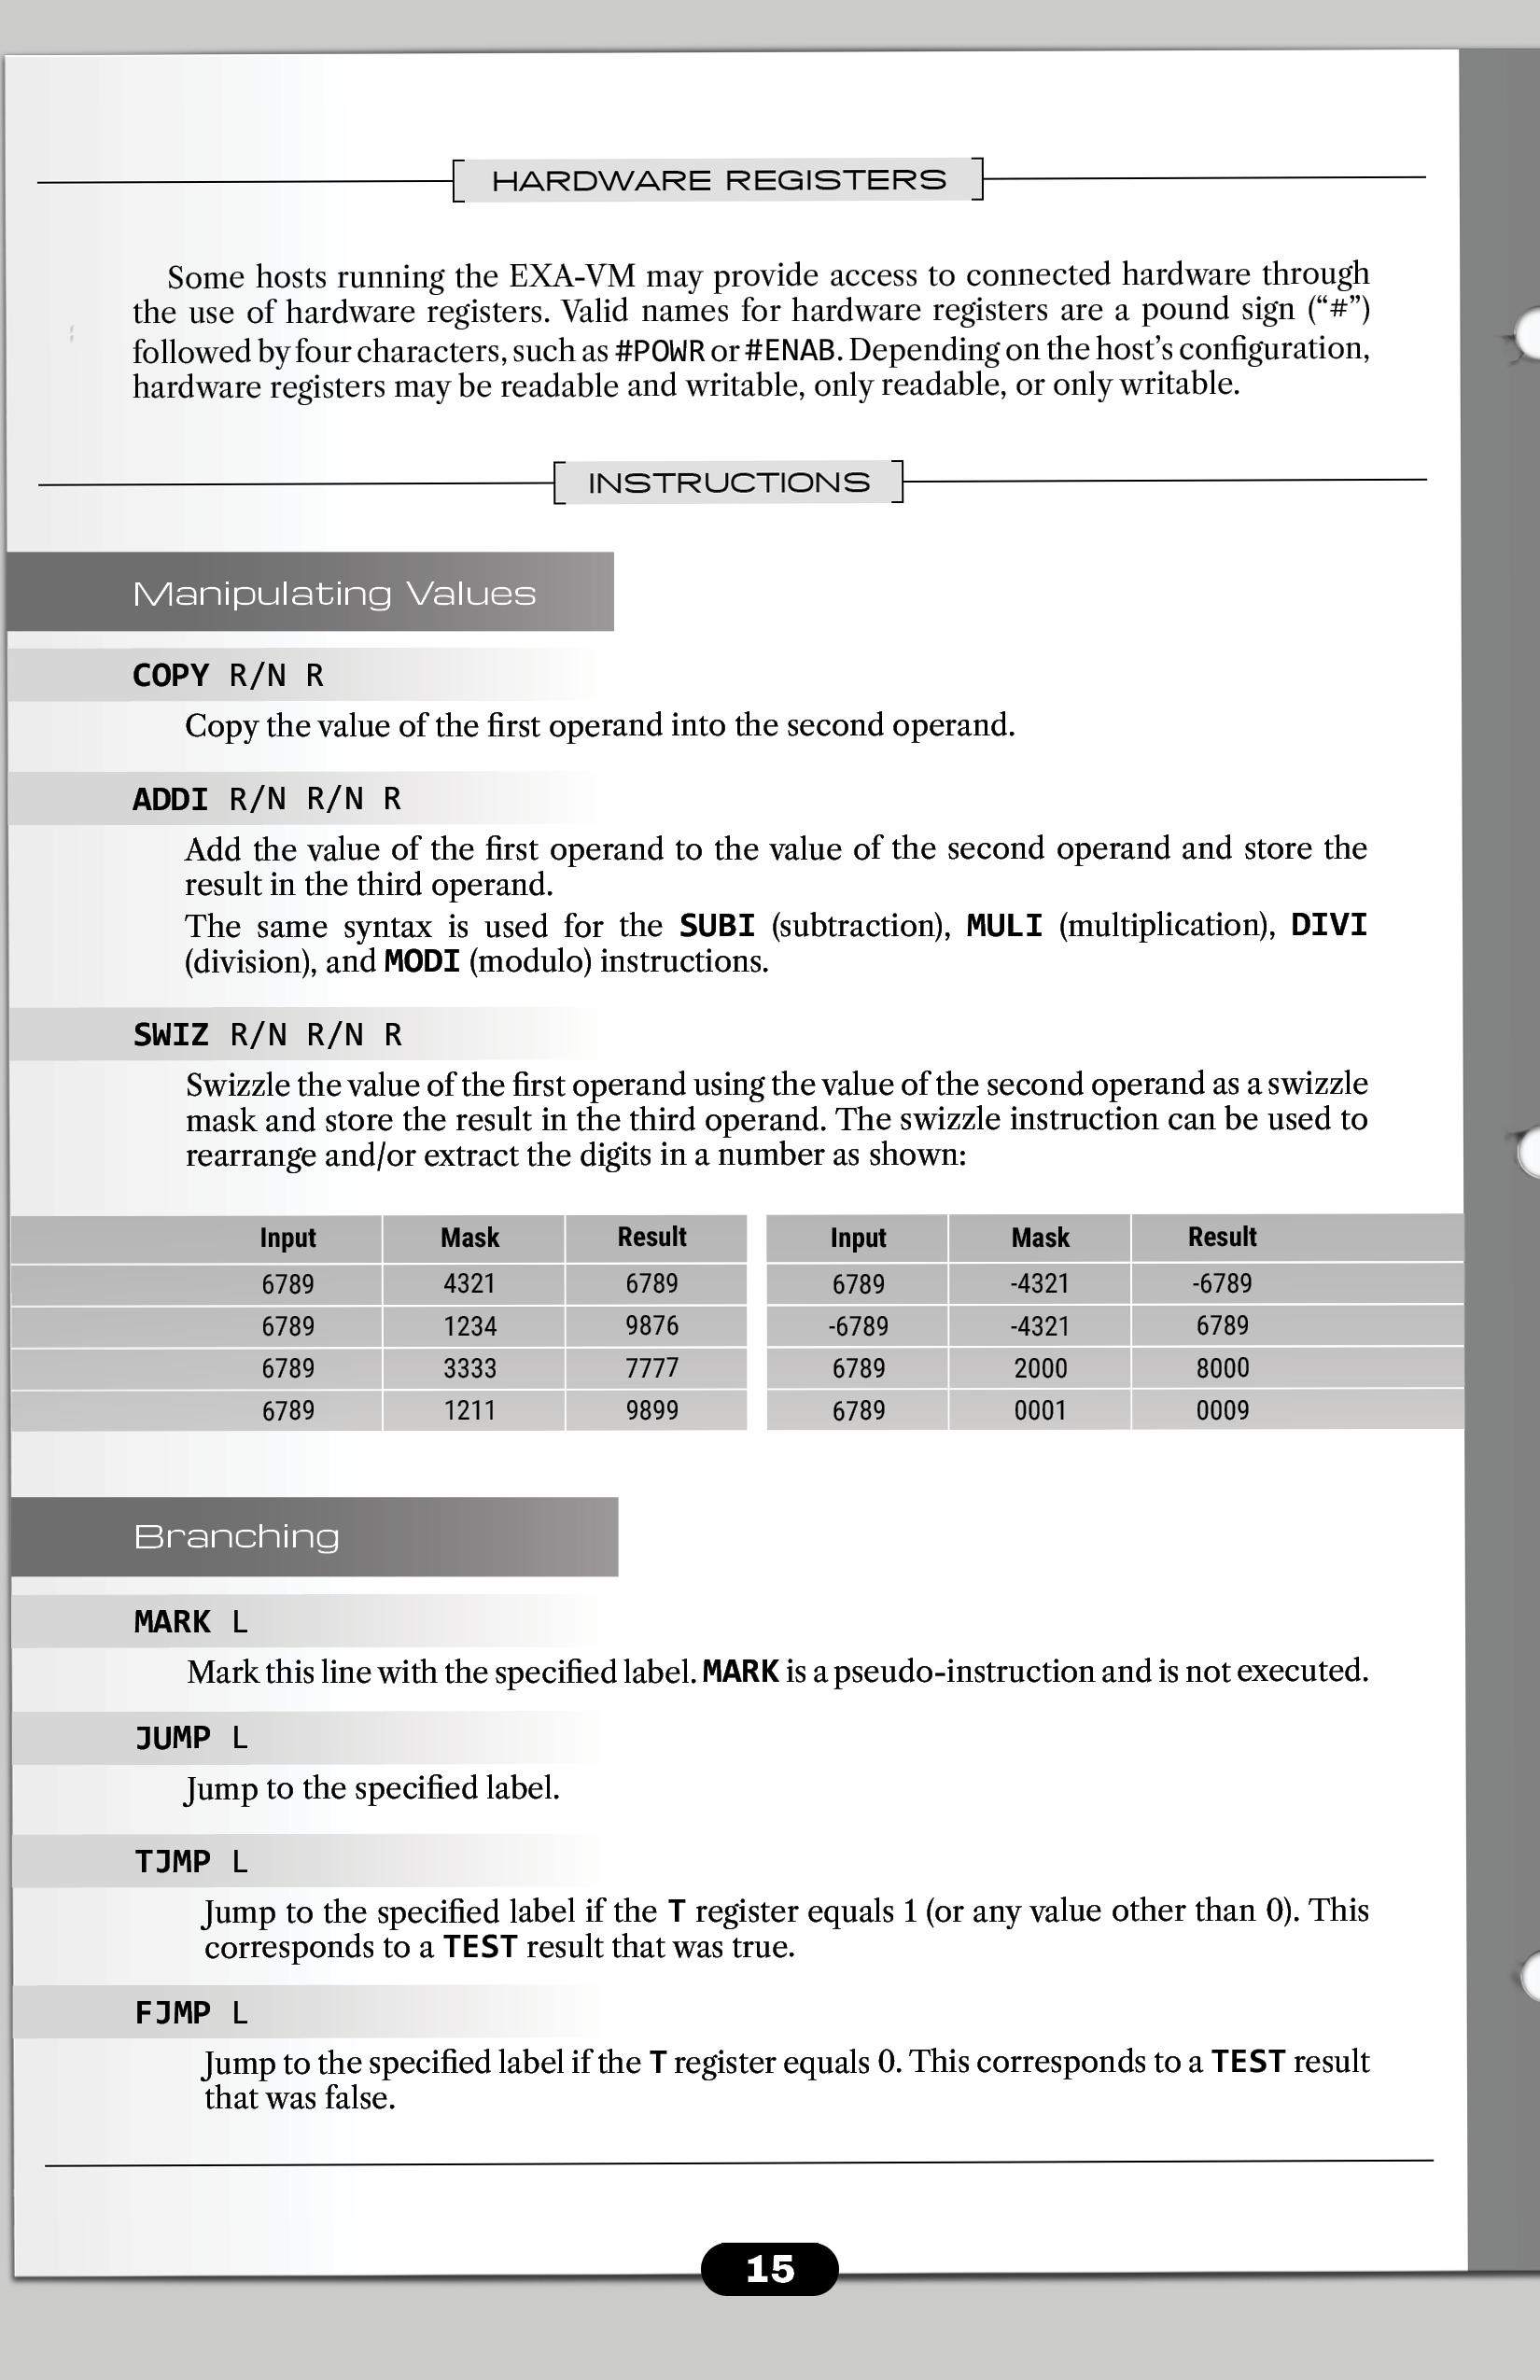 HARDWARE REGISTERS
Some hosts running the EXA-VM may provide access to connected hardware through
the use of hardware registers. Valid names for hardware registers are a pound sign (“#”)
followed by four characters, such as #POWR or #ENAB. Depending on the host’s configuration,
hardware registers may be readable and writable, only readable, or only writable.
INSTRUCTIONS
Manipulating Values
COPY R/N R
Copy the value of the first operand into the second operand.
ADDI R/N R/N R
Add the value of the first operand to the value of the second operand and store the
result in the third operand.
The same syntax is used for the SUBI (subtraction), MULI (multiplication), DIVI
(division), and MODI (modulo) instructions.
SWIZ R/N R/N R
Swizzle the value of the first operand using the value of the second operand as a swizzle
mask and store the result in the third operand. The swizzle instruction can be used to
rearrange and/or extract the digits in a number as shown:
Input Mask Result Input Mask Result
6789 4321 6789 6789 -4321 -6789
6789 1234 9876 -6789 -4321 6789
6789 3333 7777 6789 2000 8000
6789 1211 9899 6789 0001 0009
Branching
MARK L
Mark this line with the specified label. MARK is a pseudo-instruction and is not executed.
JUMP L
Jump to the specified label.
TJMP L
Jump to the specified label if the T register equals 1 (or any value other than 0). This
corresponds to a TEST result that was true.
FJMP L
Jump to the specified label if the T register equals 0. This corresponds to a TEST result
that was false.
15